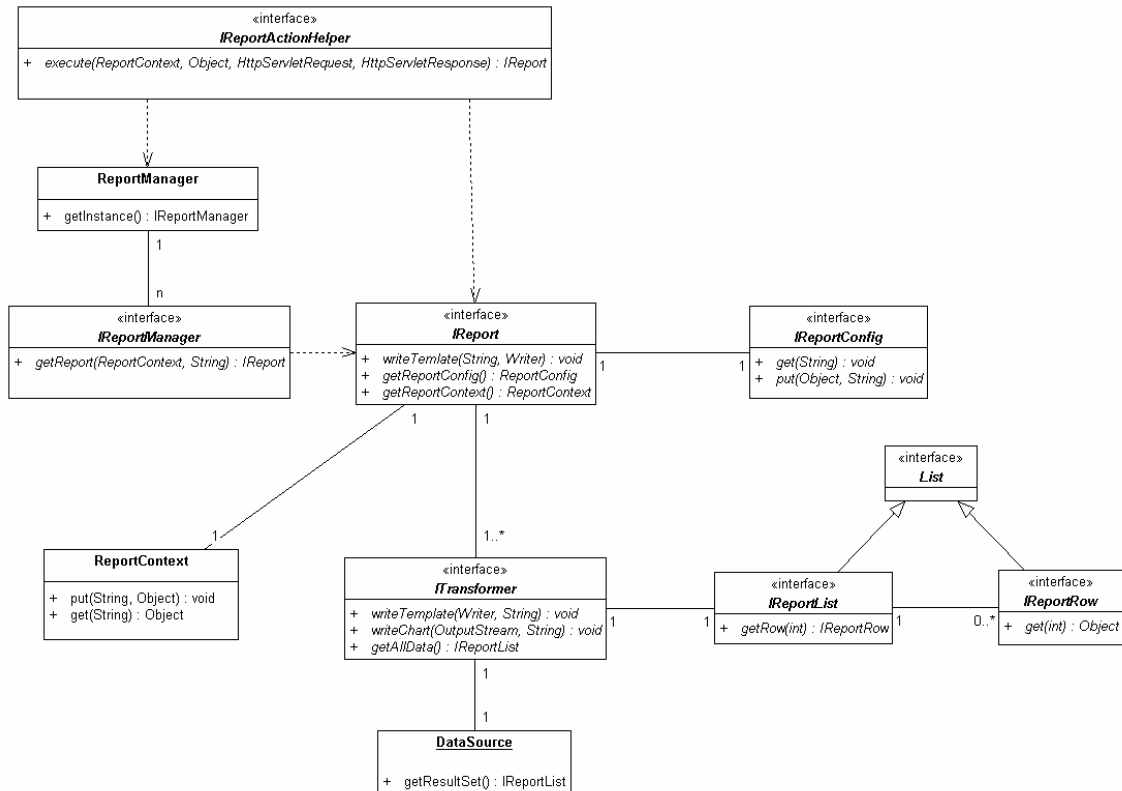 «interface»
IReportActionHelper
+ execute(ReportContext, Object, HttpServletRequest, HttpServletResponse) : IReport
ReportManager
+ getInstance() : IReportManager
1
n
«interface»
IReportManager
+ getReport(ReportContext, String) : IReport
«interface»
IReport
+ writeTemlate(String, Writer) : void
+ getReportConfig() : ReportConfig
+ getReportContext() : ReportContext
1
1
«interface»
IReportConfig
+ get(String) : void
+ put(Object, String) : void
1
1
«interface»
List
1
1..*
ReportContext
+ put(String, Object) : void
+ get(String) : Object
«interface»
ITransformer
+ writeTemplate(Writer, String) : void
+ writeChart(OutputStream, String) : void
+ getAllData() : IReportList
1
1
«interface»
IReportList
+ getRow(int) : IReportRow
1
0..*
«interface»
IReportRow
+ get(int) : Object
1
1
DataSource
+ getResultSet() : IReportList